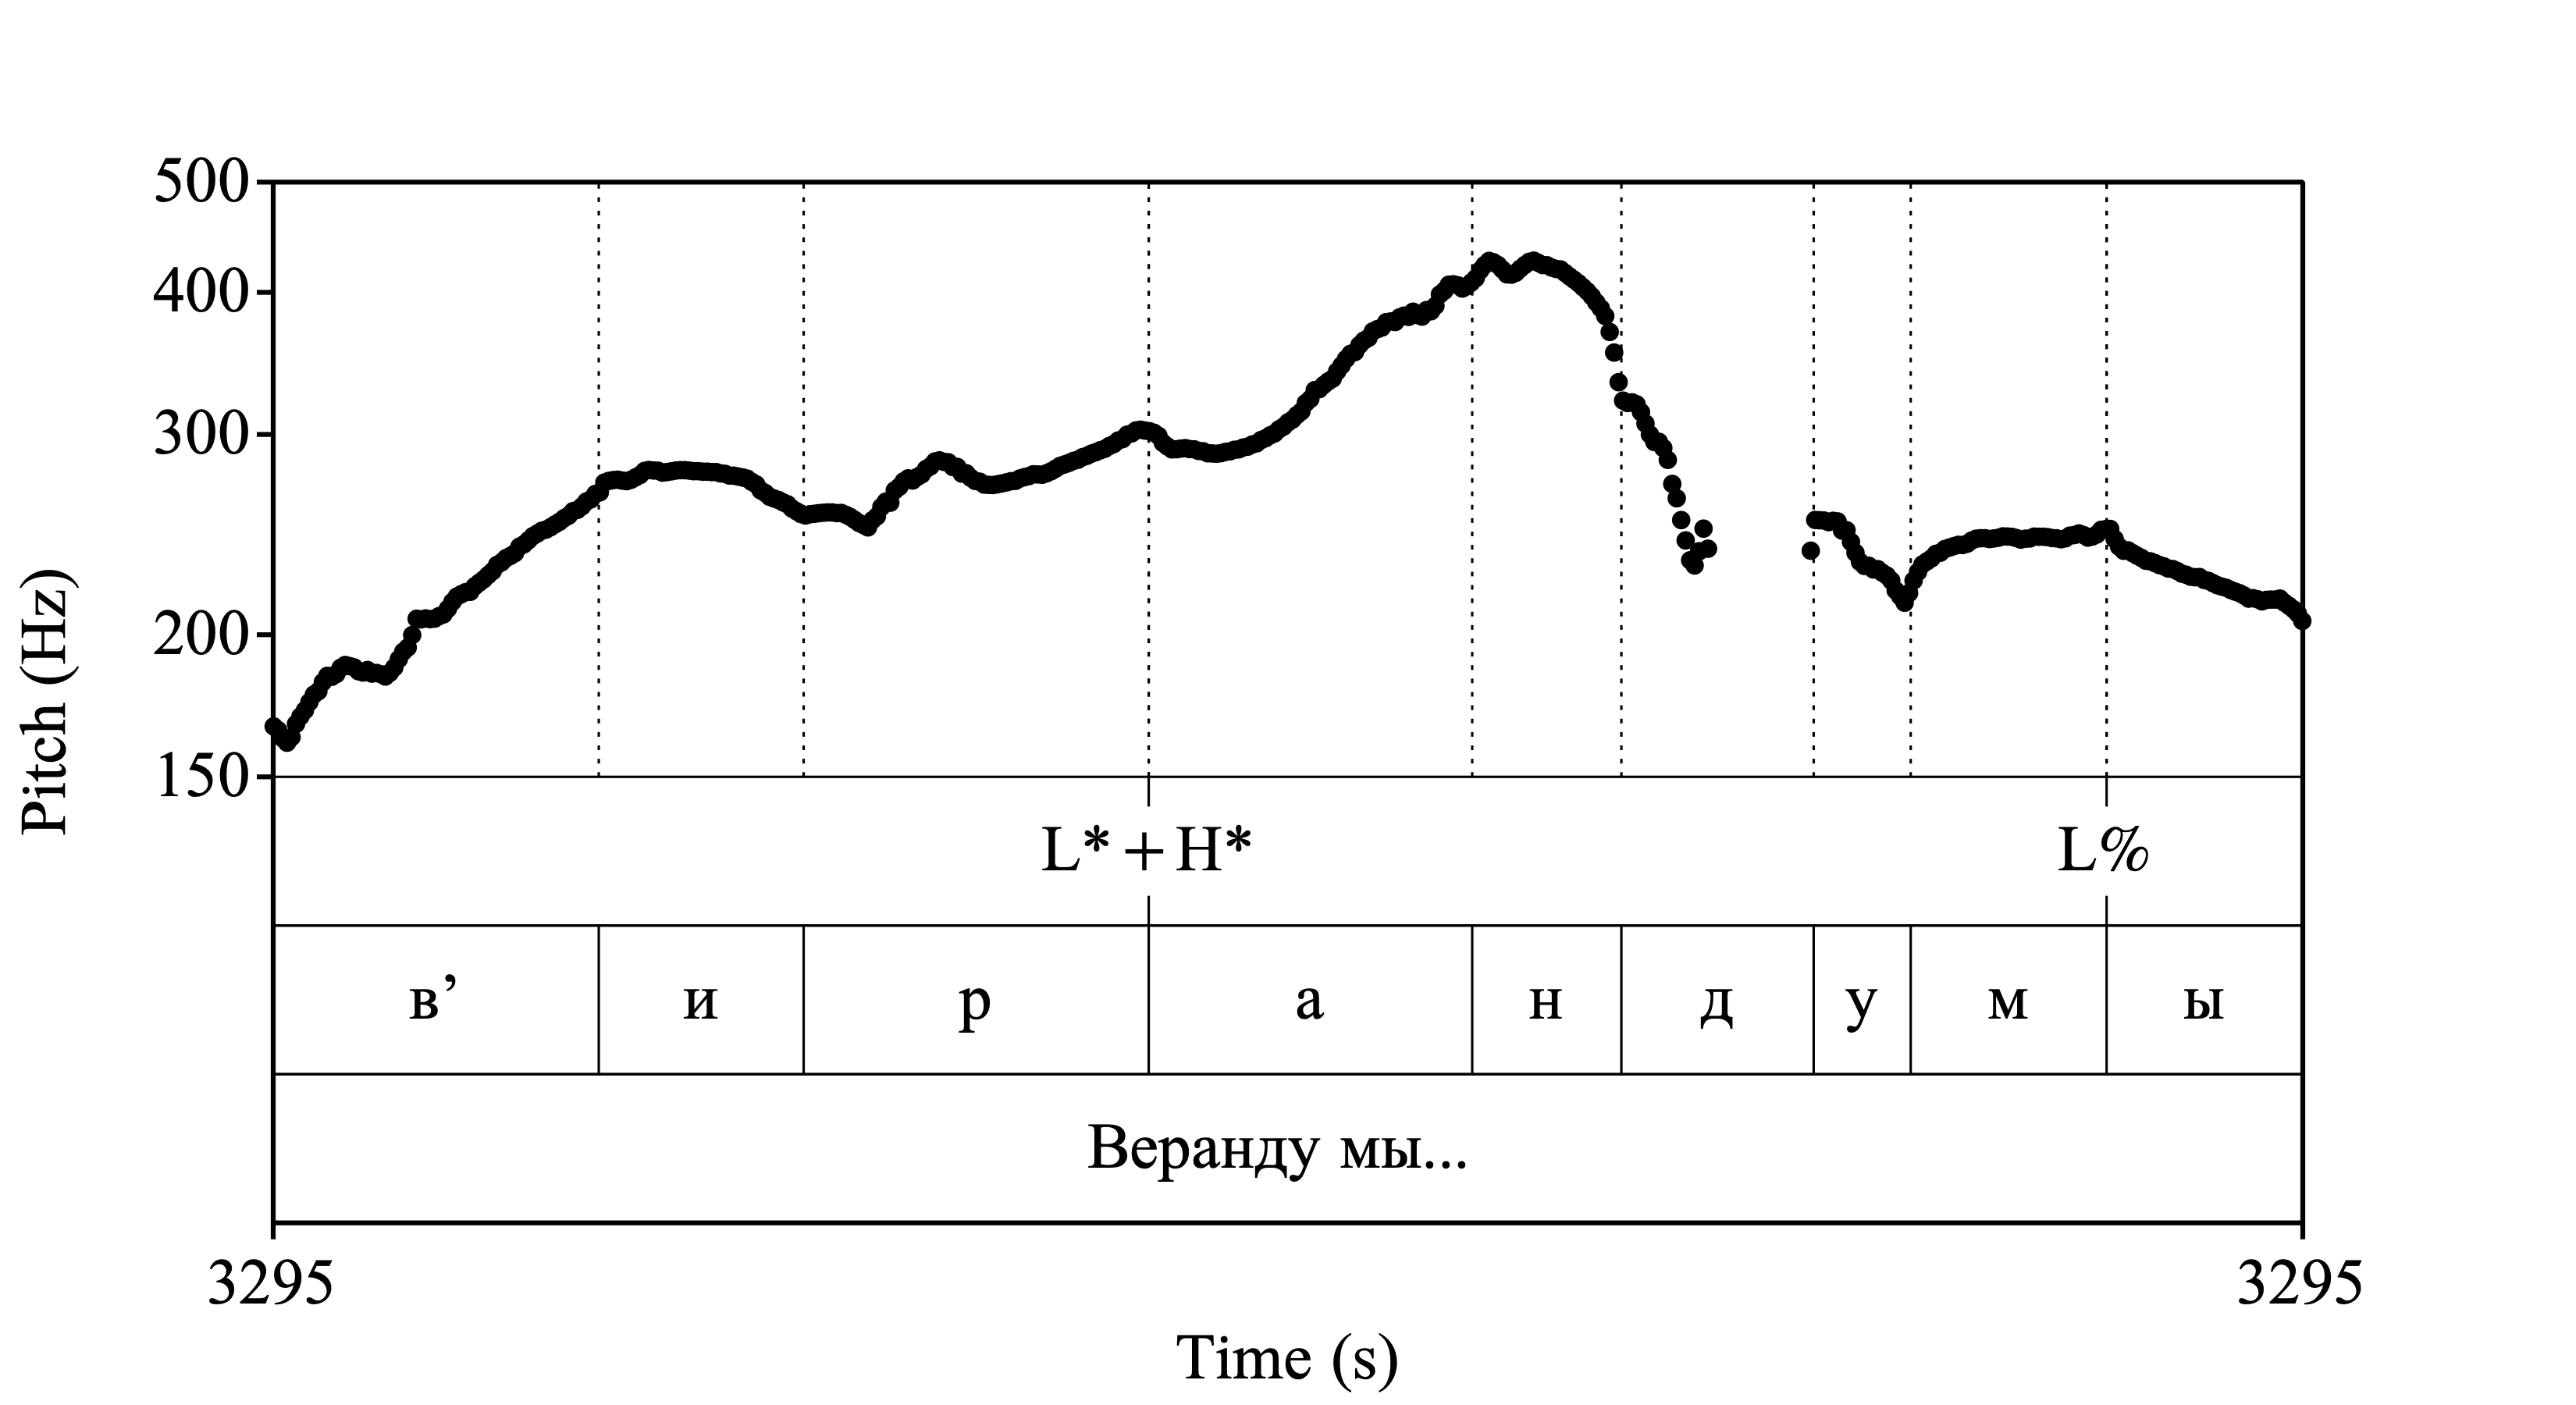 500
400
300
200
150
Pitch (Hz)
L*+H* L%
в’ и р а н д у м ы
Веранду мы...
3295 3295
Time (s)